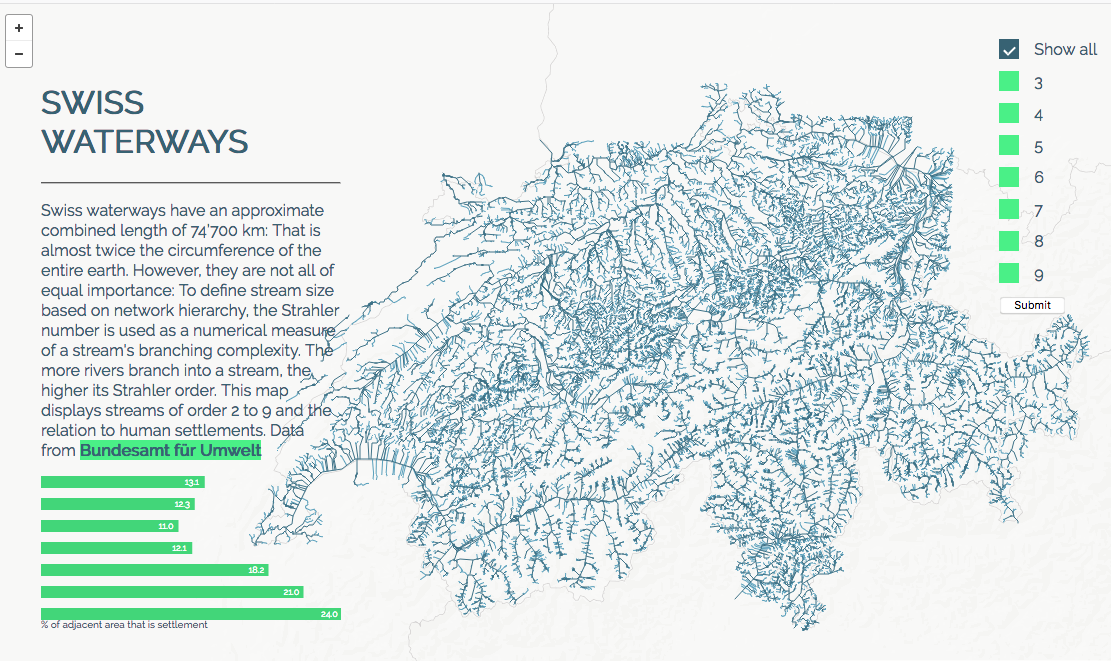 +
−
SWISS
WATERWAYS
Swiss waterways have an approximate
combined length of 74'700 km: That is
almost twice the circumference of the
entire earth. However, they are not all of
equal importance: To define stream size
based on network hierarchy, the Strahler
number is used as a numerical measure
of a stream's branching complexity. The
more rivers branch into a stream, the
higher its Strahler order. This map
displays streams of order 2 to 9 and the
relation to human settlements. Data
from Bundesamt für Umwelt
13.1
12.3
11.0
12.1
18.2
21.0
24.0
% of adjacent area that is settlement
Show all
3
4
5
6
7
8
9
Submit